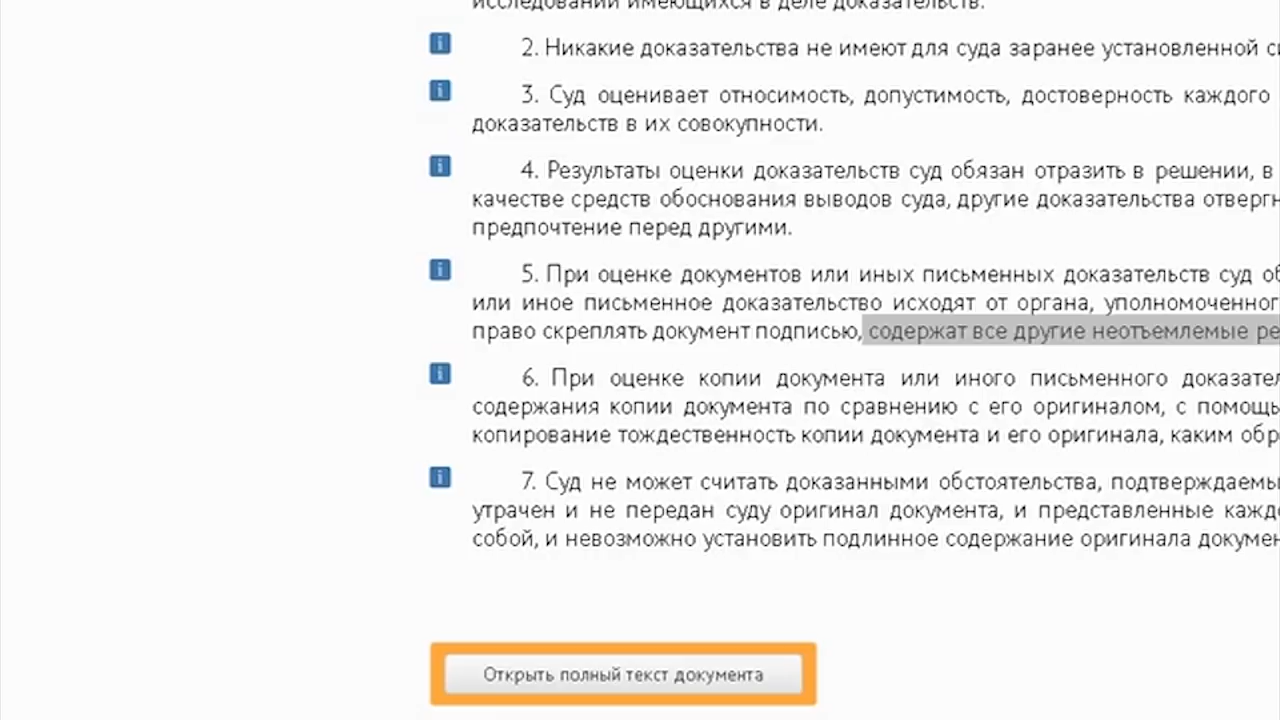 исследовании имеющихся в деле доказательств.
2. Никакие доказательства не имеют для суда заранее установленной
3. Суд оценивает относимость, допустимость, достоверность каждого
доказательств в их совокупности.
4. Результаты оценки доказательств суд обязан отразить в решении, в
качестве средств обоснования выводов суда, другие доказательства
предпочтение перед другими.
5. При оценке документов или иных письменных доказательств суд
или иное письменное доказательство исходят от органа,
право скреплять документ подписью, содержат все другие неотъемлемые
6. При оценке копии документа или иного письменного
содержания копии документа по сравнению с его оригиналом, с
копирование тождественность копии документа и его оригинала, каким
7. Суд не может считать доказанными обстоятельства,
утрачен и не передан суду оригинал документа, и представленные
собой, и невозможно установить подлинное содержание оригинала
Открыть полный текст документа